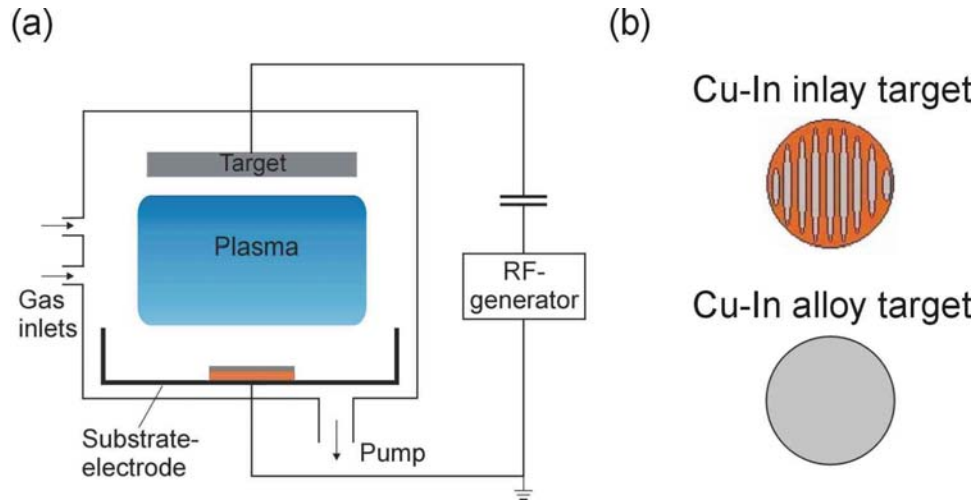 (a)
Target
Plasma
Gas
inlets
RF-
generator
Substrate-
electrode
Pump
(b)
Cu-In inlay target
Cu-In alloy target